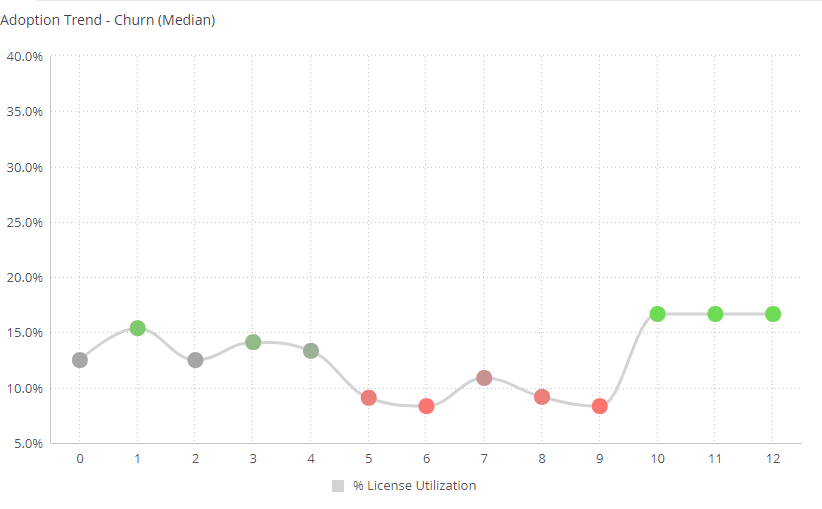 Adoption Trend - Churn (Median)
40.0%
35.0%
30.0%
25.0%
20.0%
15.0%
10.0%
5.0%
0 1 2 3 4 5 6 7 8 9 10 11 12
% License Utilization